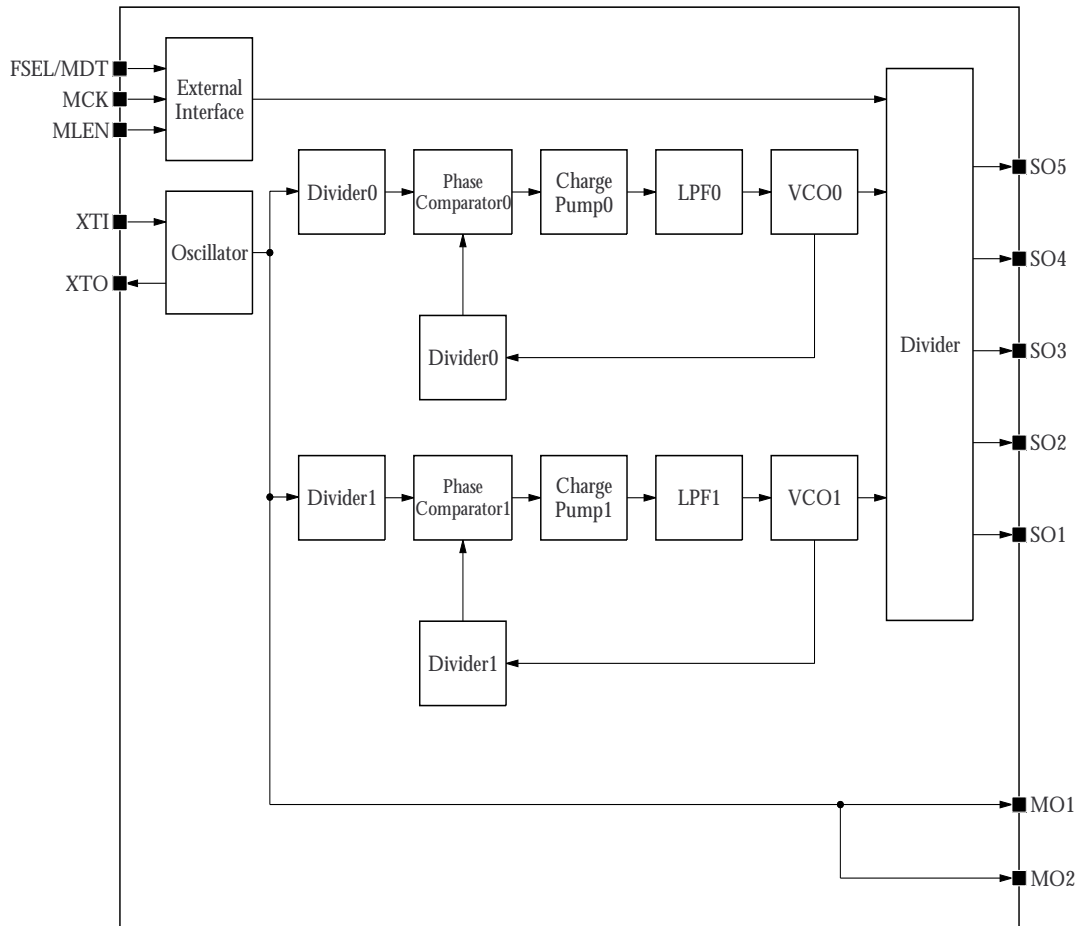 FSEL/MDT
MCK
MLEN
External
Interface
XTI
XTO
Oscillator
Divider0
Phase
Comparator0
Charge
Pump0
LPF0
VCO0
Divider0
Divider1
Phase
Comparator1
Charge
Pump1
LPF1
VCO1
Divider1
Divider
SO5
SO4
SO3
SO2
SO1
MO1
MO2